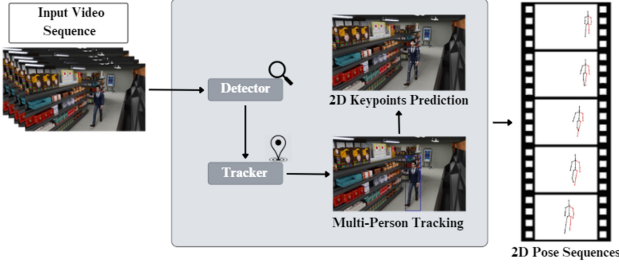 Input Video
Sequence
Detector
2D Keypoints Prediction
Tracker
Multi-Person Tracking
2D Pose Sequences